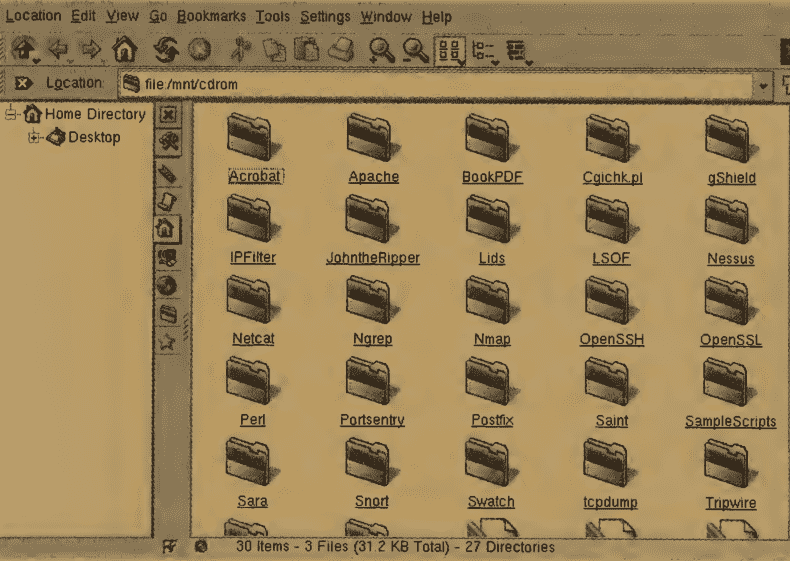 Location Edit View Go Bookmarks Tools Settings Window Help
Location: file:/mnt/cdrom
Home Directory
Desktop
Acrobat Apache BookPDF Cgichk.pl gShield
IPFilter JohntheRipper Lids LSOF Nessus
Netcat Ngrep Nmap OpenSSH OpenSSL
Perl Portsentry Postfix Saint SampleScripts
Sara Snort Swatch tcpdump Tripwire
30 Items - 3 Files (31.2 KB Total) - 27 Directories